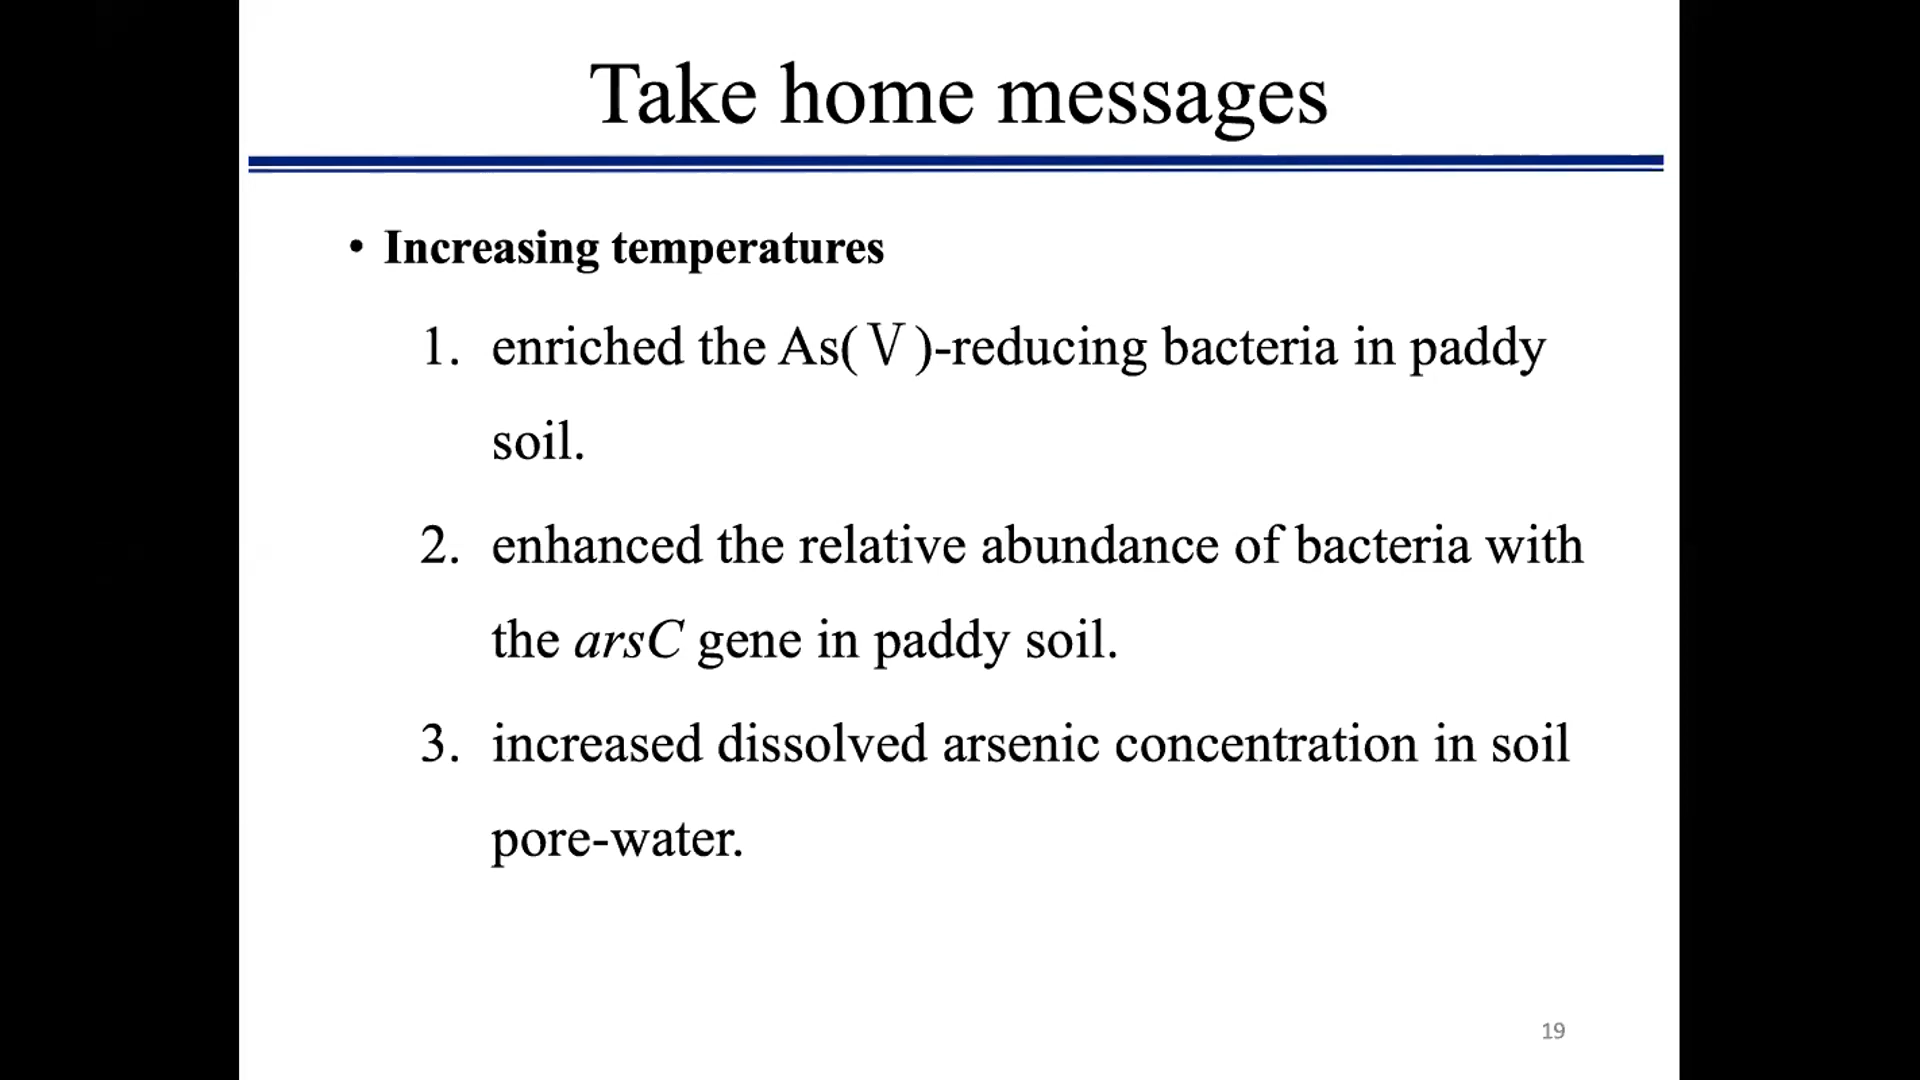 Take home messages
• Increasing temperatures
1. enriched the As(Ⅴ)-reducing bacteria in paddy
soil.
2. enhanced the relative abundance of bacteria with
the arsC gene in paddy soil.
3. increased dissolved arsenic concentration in soil
pore-water.
19